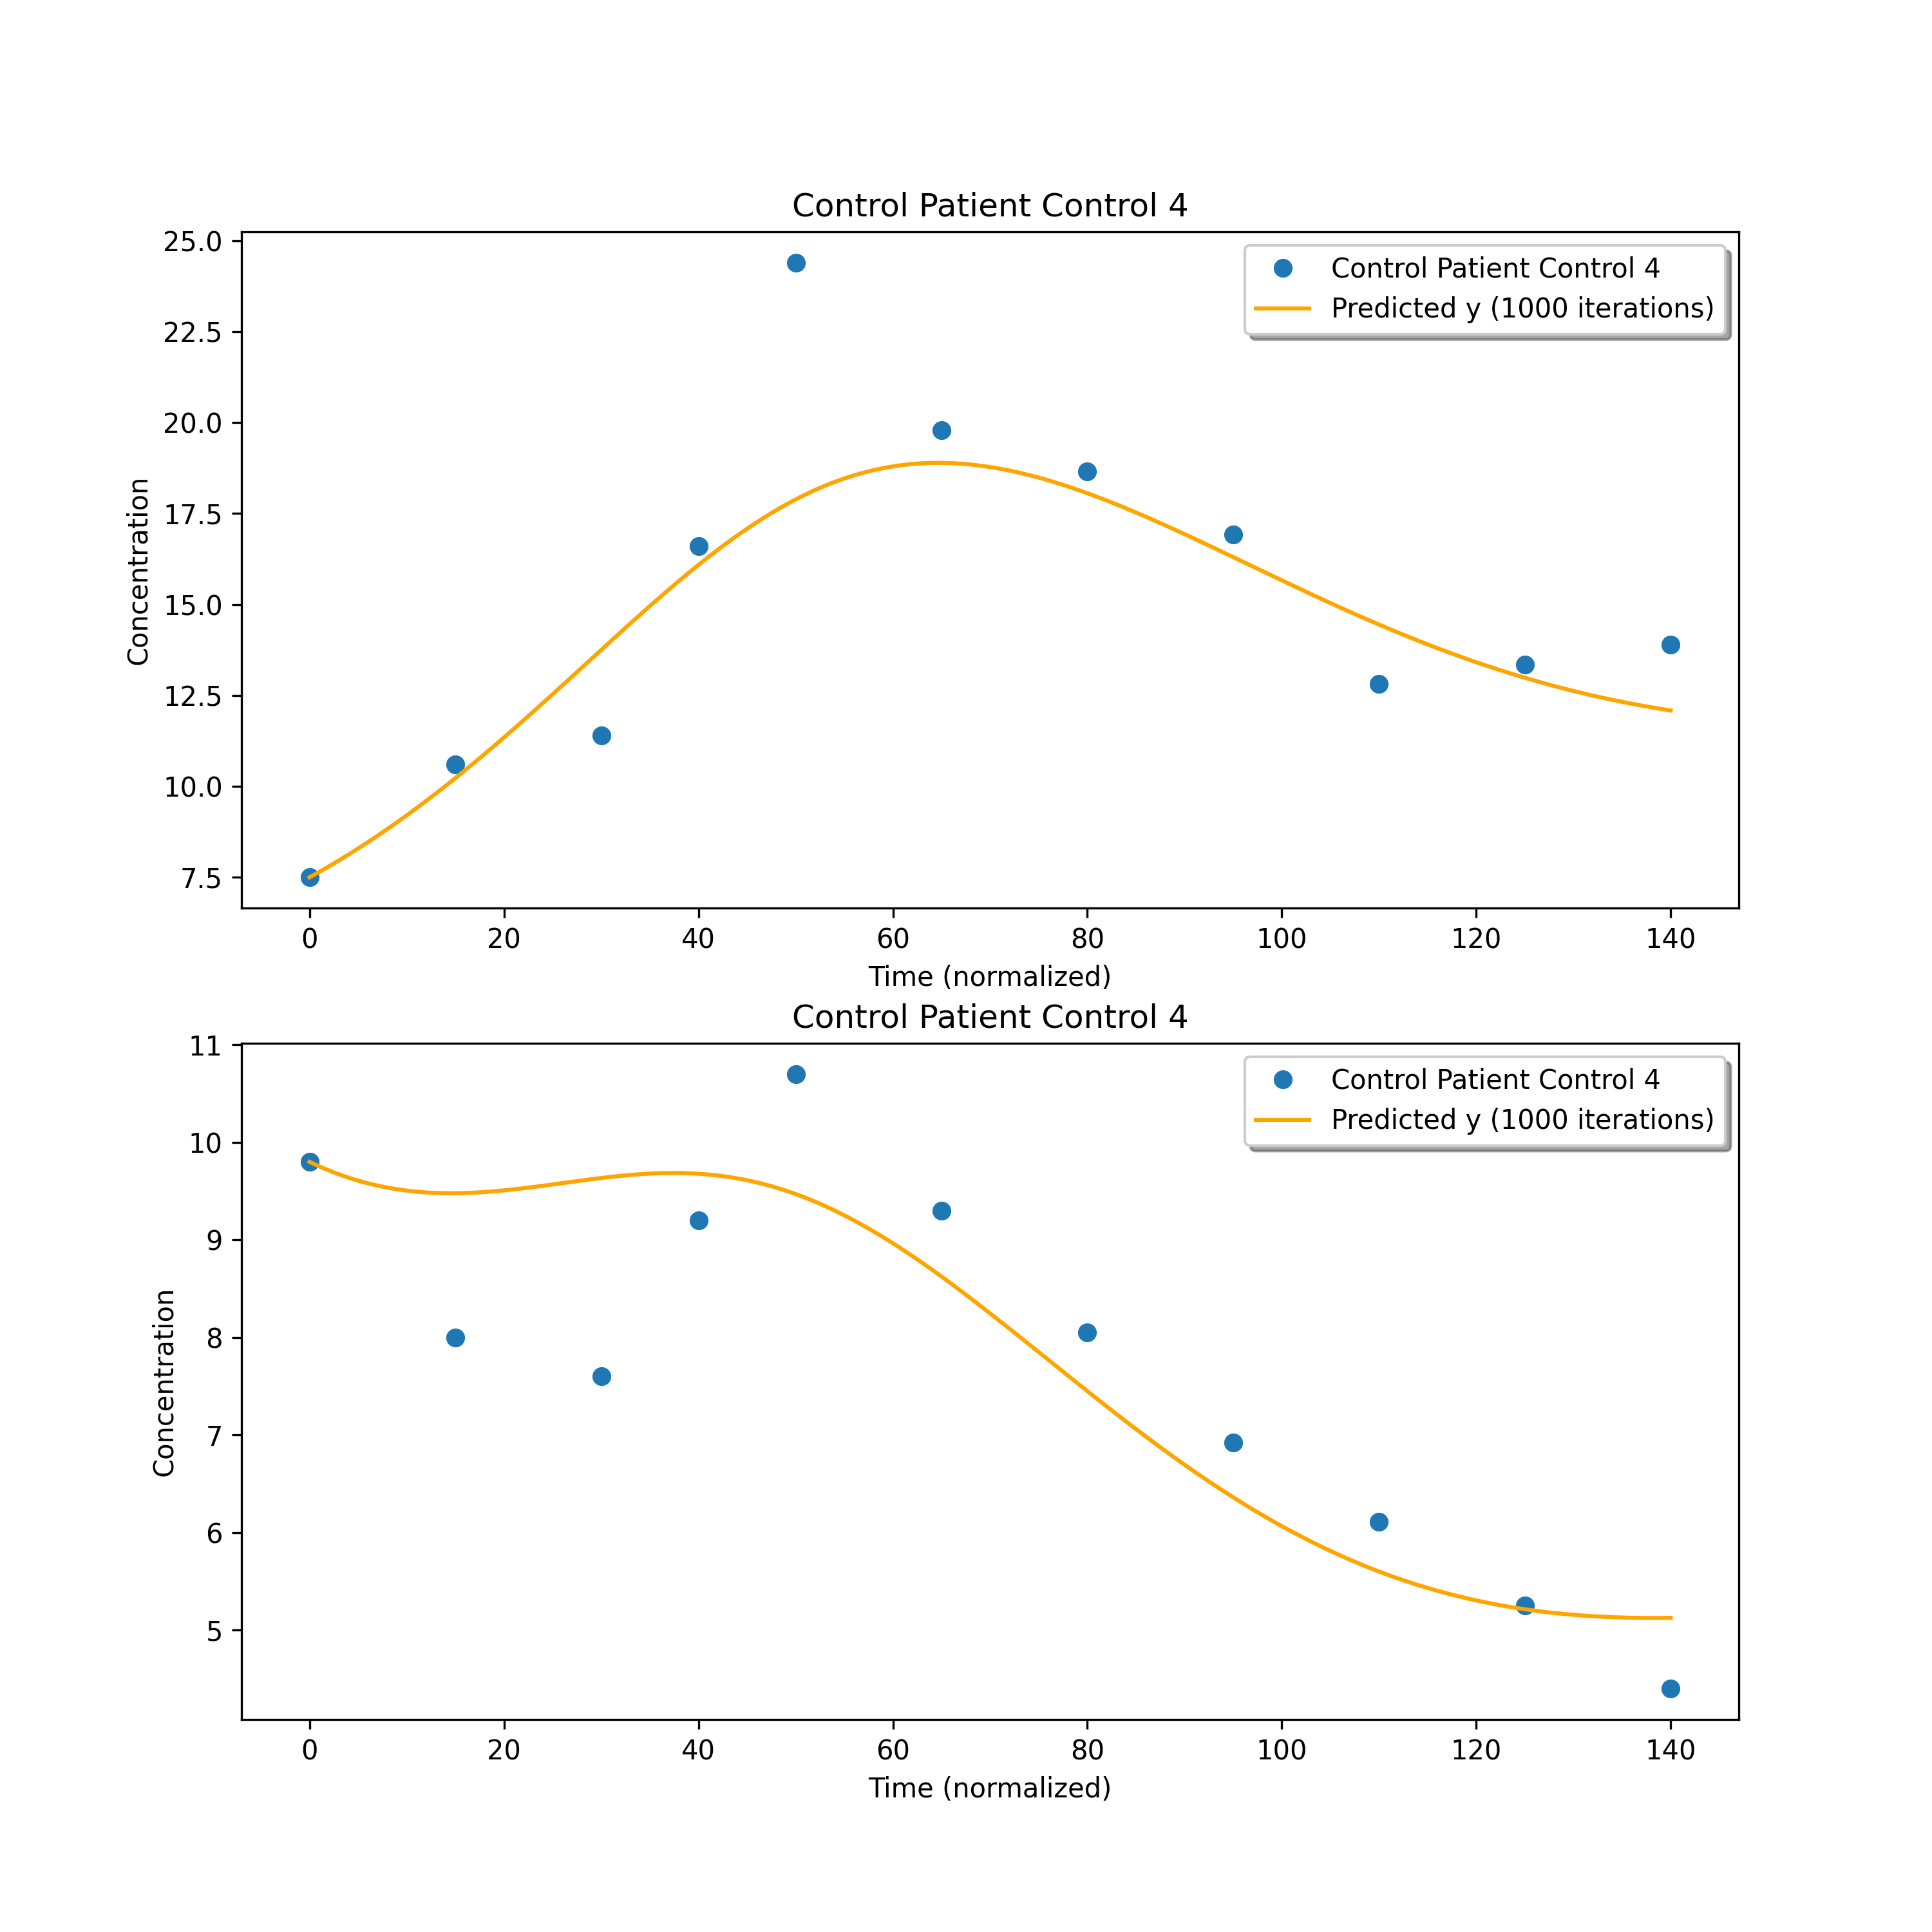 Control Patient Control 4
25.0
22.5
20.0
17.5
15.0
12.5
10.0
7.5
Concentration
Control Patient Control 4
Predicted y (1000 iterations)
0 20 40 60 80 100 120 140
Time (normalized)
Control Patient Control 4
11
10
9
8
7
6
5
Concentration
Control Patient Control 4
Predicted y (1000 iterations)
0 20 40 60 80 100 120 140
Time (normalized)